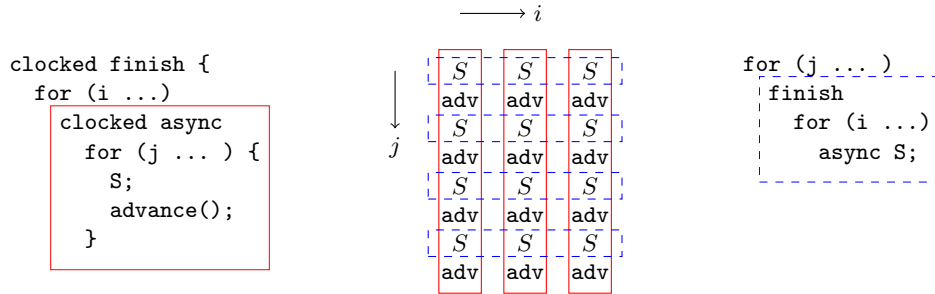 i
clocked finish {
for (i ...)
clocked async
for (j ... ) {
S;
advance();
}
j
S S S
adv adv adv
S S S
adv adv adv
S S S
adv adv adv
S S S
adv adv adv
for (j ... )
finish
for (i ...)
async S;